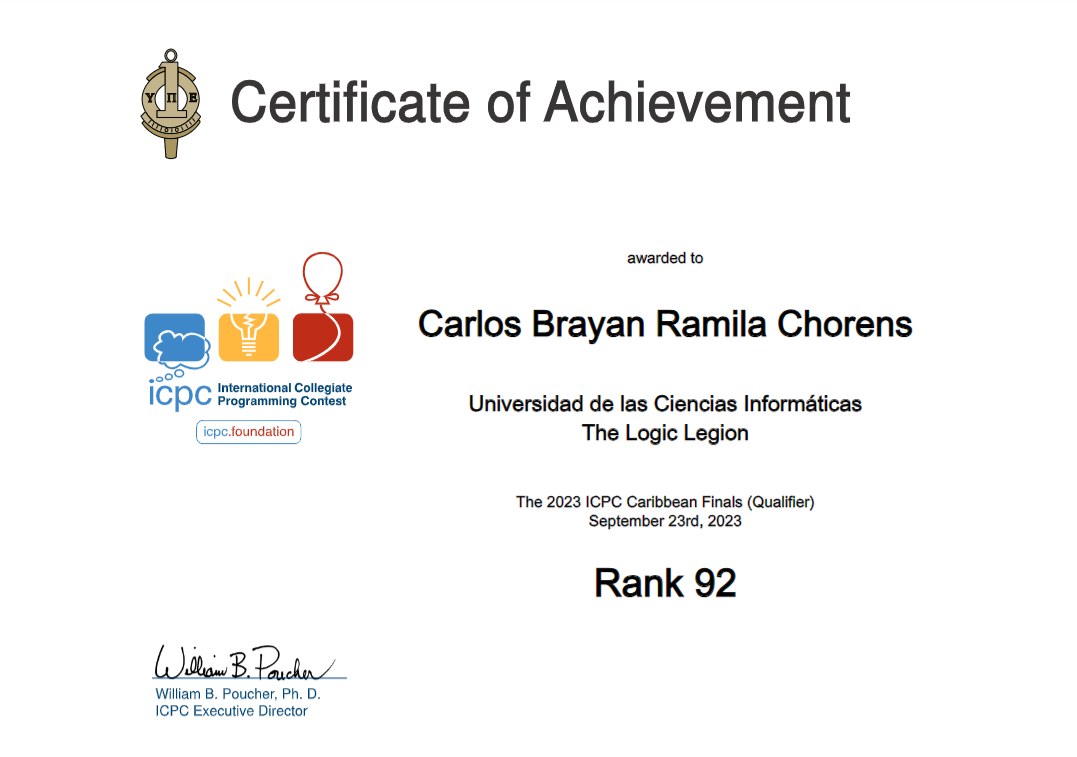 Υ Π Ε
Certificate of Achievement
awarded to
Carlos Brayan Ramila Chorens
icpc International Collegiate
Programming Contest
icpc.foundation
Universidad de las Ciencias Informáticas
The Logic Legion
The 2023 ICPC Caribbean Finals (Qualifier)
September 23rd, 2023
Rank 92
William B. Poucher
William B. Poucher, Ph. D.
ICPC Executive Director